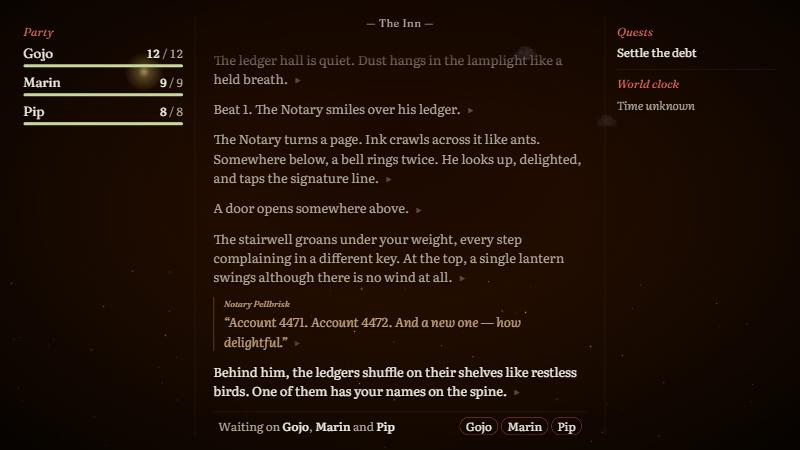 — The Inn —
Party
Gojo 12 / 12
Marin 9 / 9
Pip 8 / 8
The ledger hall is quiet. Dust hangs in the lamplight like a
held breath. ▸
Beat 1. The Notary smiles over his ledger. ▸
The Notary turns a page. Ink crawls across it like ants.
Somewhere below, a bell rings twice. He looks up, delighted,
and taps the signature line. ▸
A door opens somewhere above. ▸
The stairwell groans under your weight, every step
complaining in a different key. At the top, a single lantern
swings although there is no wind at all. ▸
Notary Pellbrisk
“Account 4471. Account 4472. And a new one — how
delightful.” ▸
Behind him, the ledgers shuffle on their shelves like restless
birds. One of them has your names on the spine. ▸
Waiting on Gojo, Marin and Pip
Gojo Marin Pip
Quests
Settle the debt
World clock
Time unknown